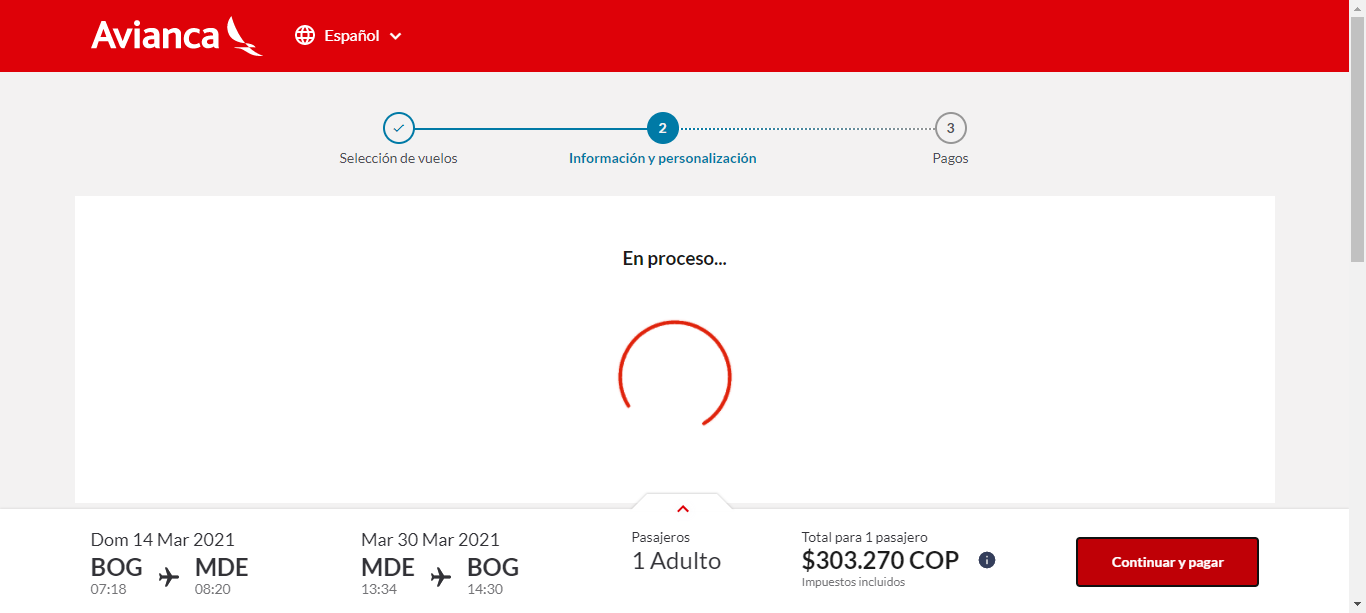 Avianca
Español
2
3
Selección de vuelos
Información y personalización
Pagos
En proceso...
Dom 14 Mar 2021
BOG MDE
07:18 08:20
Mar 30 Mar 2021
MDE BOG
13:34 14:30
Pasajeros
1 Adulto
Total para 1 pasajero
$303.270 COP
Impuestos incluidos
Continuar y pagar